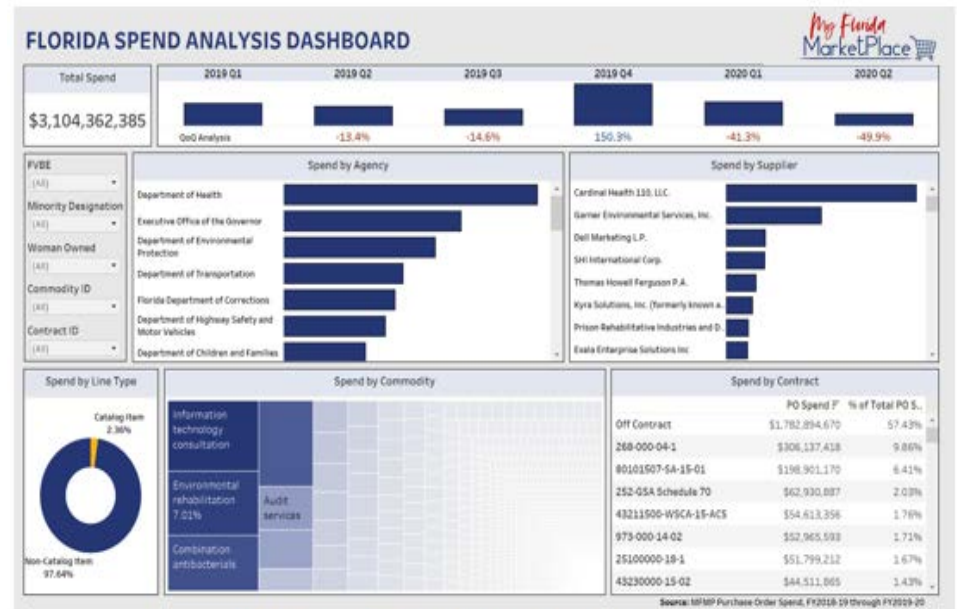 FLORIDA SPEND ANALYSIS DASHBOARD
My Florida
MarketPlace
Total Spend
$3,104,362,385
2019 Q1
2019 Q2
2019 Q3
2019 Q4
2020 Q1
2020 Q2
QoQ Analysis
-13.4%
-14.6%
150.3%
-41.3%
-49.9%
FVBE
(All)
Minority Designation
(All)
Woman Owned
(All)
Commodity ID
(All)
Contract ID
(All)
Spend by Agency
Department of Health
Executive Office of the Governor
Department of Environmental
Protection
Department of Transportation
Florida Department of Corrections
Department of Highway Safety and
Motor Vehicles
Department of Children and Families
Spend by Supplier
Cardinal Health 110, LLC.
Garner Environmental Services, Inc.
Dell Marketing L.P.
SHI International Corp.
Thomas Howell Ferguson P.A.
Kyra Solutions, Inc. (formerly known a..
Prison Rehabilitative Industries and D..
Exela Enterprise Solutions Inc
Spend by Line Type
Catalog Item
2.36%
Non-Catalog Item
97.64%
Spend by Commodity
Information
technology
consultation
Environmental
rehabilitation
7.01%
Combination
antibacterials
Audit
services
Spend by Contract
PO Spend % of Total PO S..
Off Contract $1,782,894,670 57.43%
268-000-04-1 $306,137,418 9.86%
80101507-SA-15-01 $198,901,170 6.41%
252-GSA Schedule 70 $62,930,887 2.03%
43211500-WSCA-15-ACS $54,613,356 1.76%
973-000-14-02 $52,965,593 1.71%
25100000-18-1 $51,799,212 1.67%
43230000-15-02 $44,511,865 1.43%
Source: MFMP Purchase Order Spend, FY2018-19 through FY2019-20